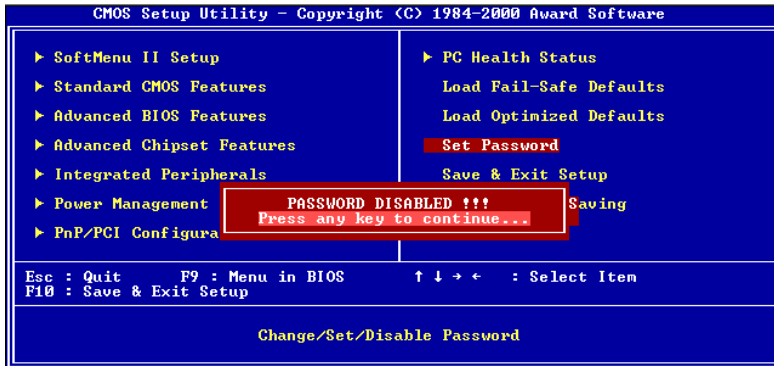 CMOS Setup Utility - Copyright (C) 1984-2000 Award Software
▶ SoftMenu II Setup
▶ Standard CMOS Features
▶ Advanced BIOS Features
▶ Advanced Chipset Features
▶ Integrated Peripherals
▶ Power Management
▶ PnP/PCI Configura
▶ PC Health Status
Load Fail-Safe Defaults
Load Optimized Defaults
Set Password
Save & Exit Setup
Saving
PASSWORD DISABLED !!!
Press any key to continue...
Esc : Quit F9 : Menu in BIOS ↑ ↓ → ← : Select Item
F10 : Save & Exit Setup
Change/Set/Disable Password